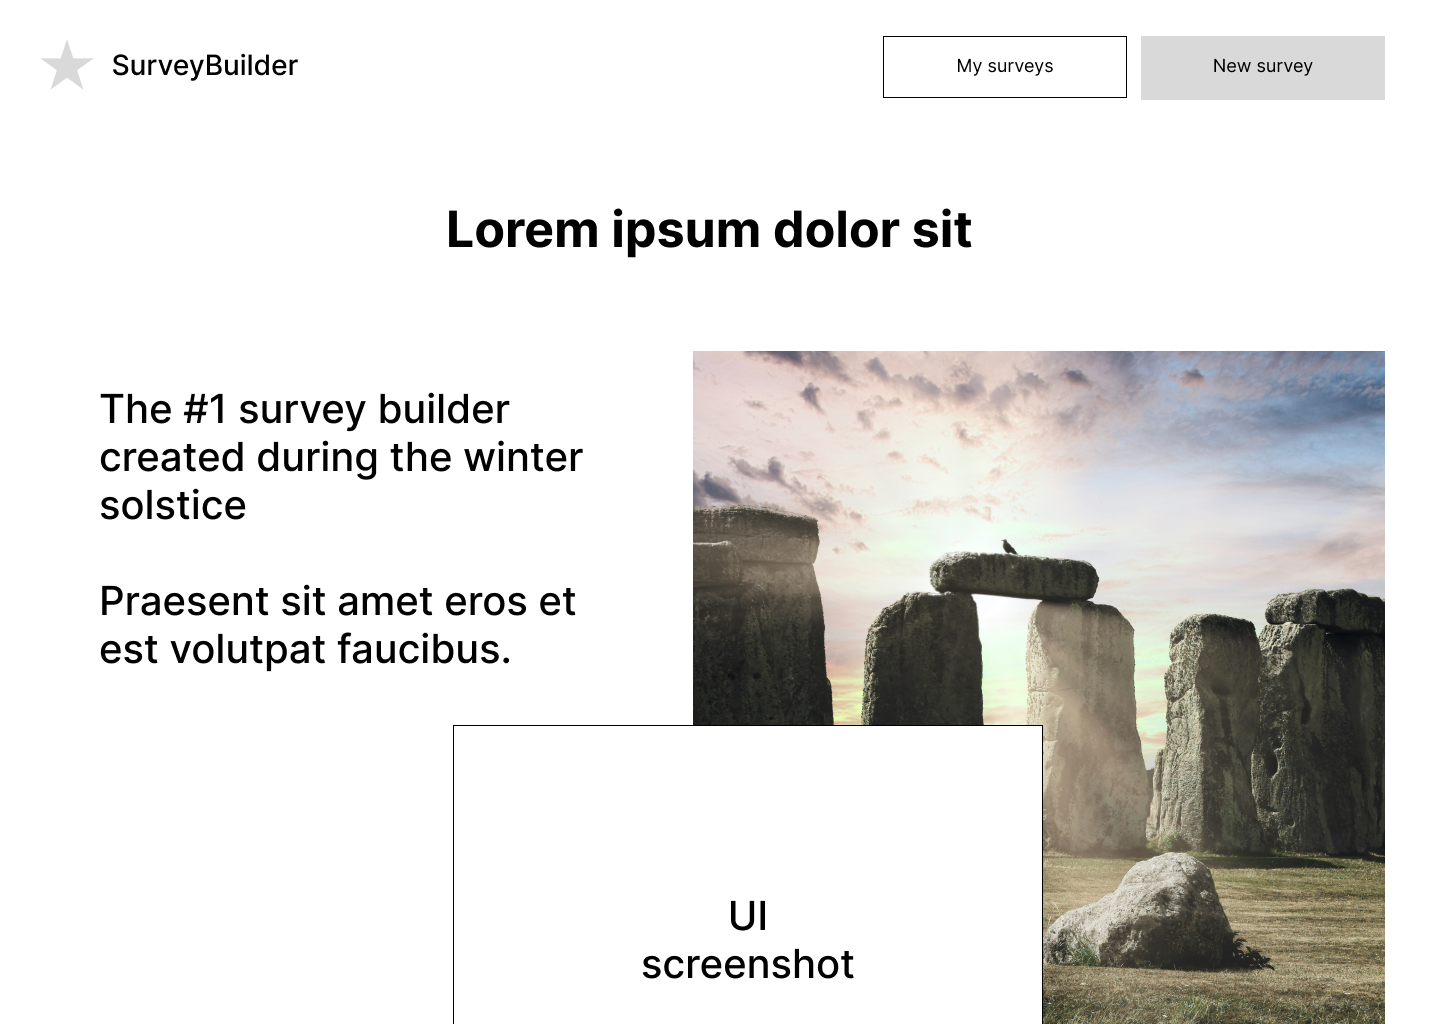 SurveyBuilder
My surveys
New survey
Lorem ipsum dolor sit
The #1 survey builder
created during the winter
solstice
Praesent sit amet eros et
est volutpat faucibus.
UI
screenshot